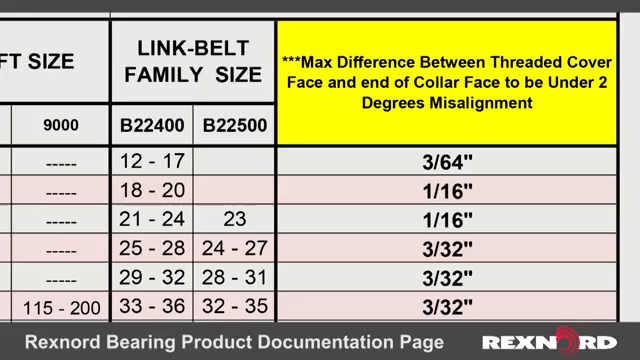 FT SIZE
LINK-BELT
FAMILY SIZE
***Max Difference Between Threaded Cover
Face and end of Collar Face to be Under 2
Degrees Misalignment
9000 B22400 B22500
----- 12 - 17 3/64"
----- 18 - 20 1/16"
----- 21 - 24 23 1/16"
----- 25 - 28 24 - 27 3/32"
----- 29 - 32 28 - 31 3/32"
115 - 200 33 - 36 32 - 35 3/32"
Rexnord Bearing Product Documentation Page REXNORD